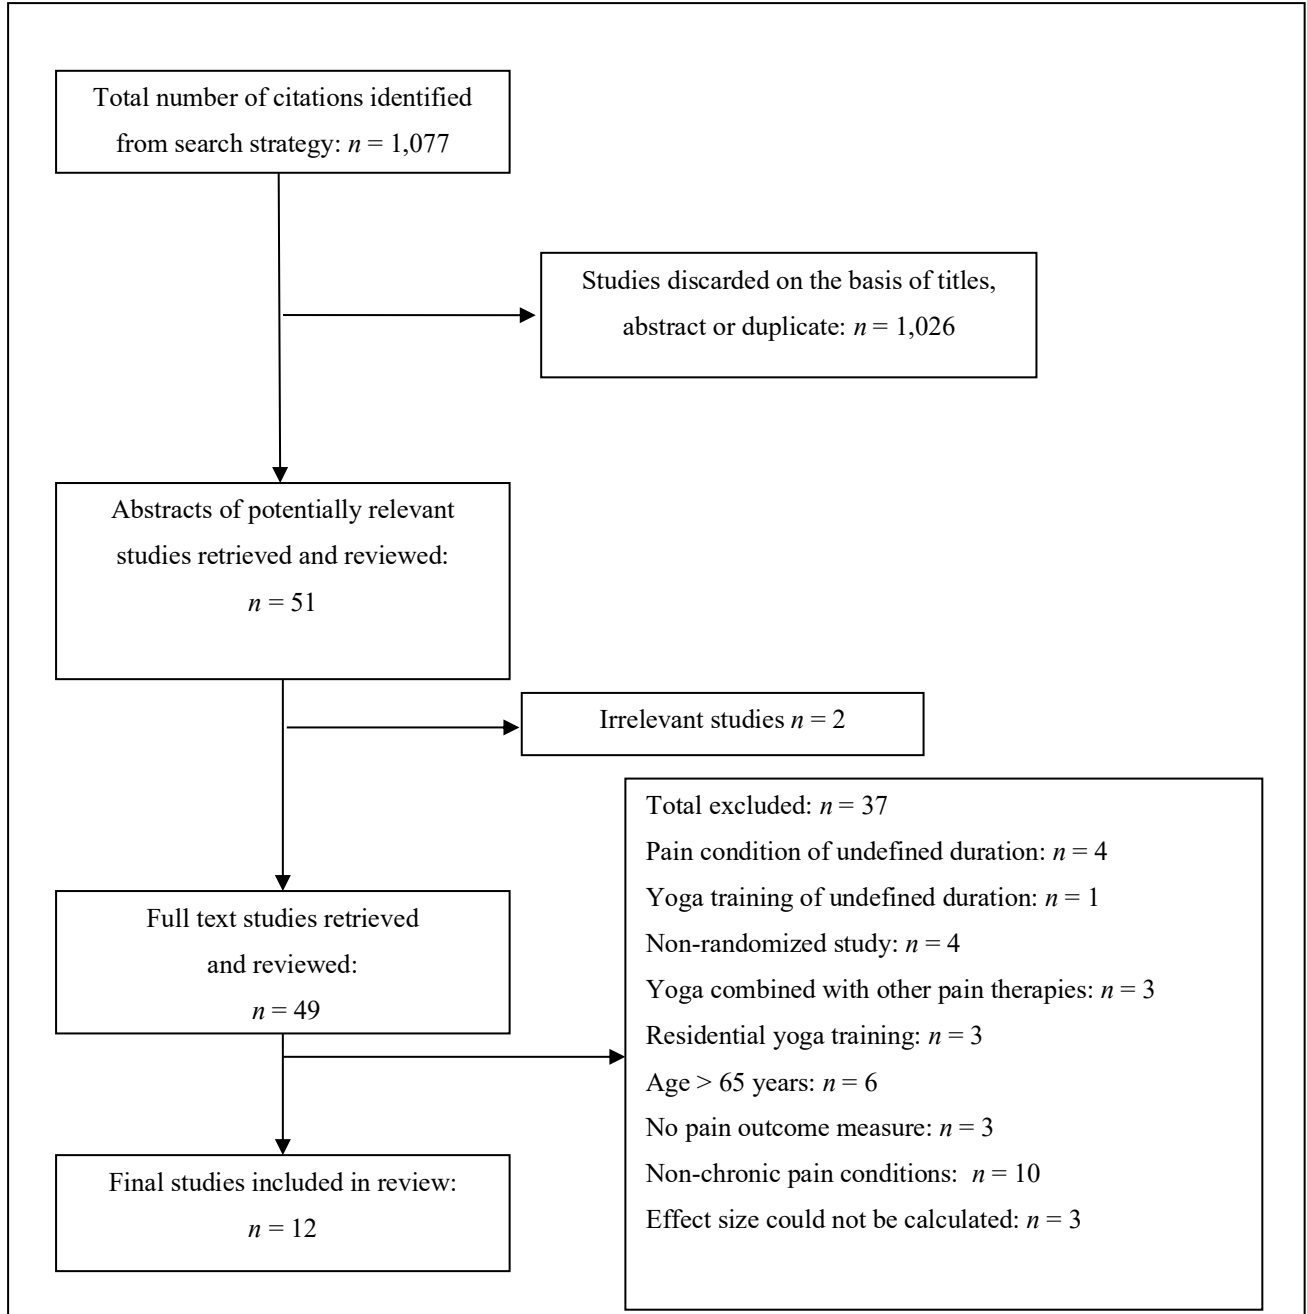 Total number of citations identified
from search strategy: n = 1,077
Studies discarded on the basis of titles,
abstract or duplicate: n = 1,026
Abstracts of potentially relevant
studies retrieved and reviewed:
n = 51
Irrelevant studies n = 2
Full text studies retrieved
and reviewed:
n = 49
Total excluded: n = 37
Pain condition of undefined duration: n = 4
Yoga training of undefined duration: n = 1
Non-randomized study: n = 4
Yoga combined with other pain therapies: n = 3
Residential yoga training: n = 3
Age > 65 years: n = 6
No pain outcome measure: n = 3
Non-chronic pain conditions: n = 10
Effect size could not be calculated: n = 3
Final studies included in review:
n = 12